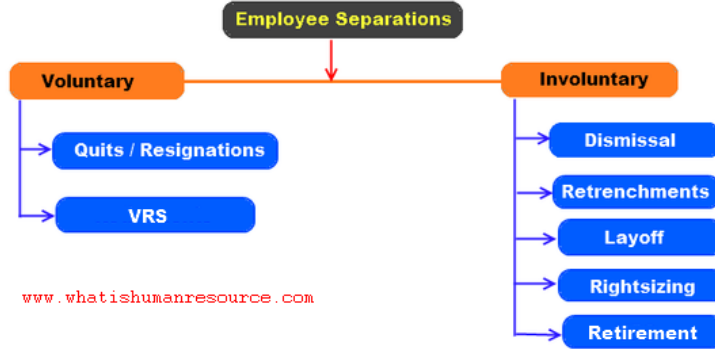 Employee Separations
Voluntary
Involuntary
Quits / Resignations
VRS
Dismissal
Retrenchments
Layoff
Rightsizing
Retirement
www.whatishumanresource.com